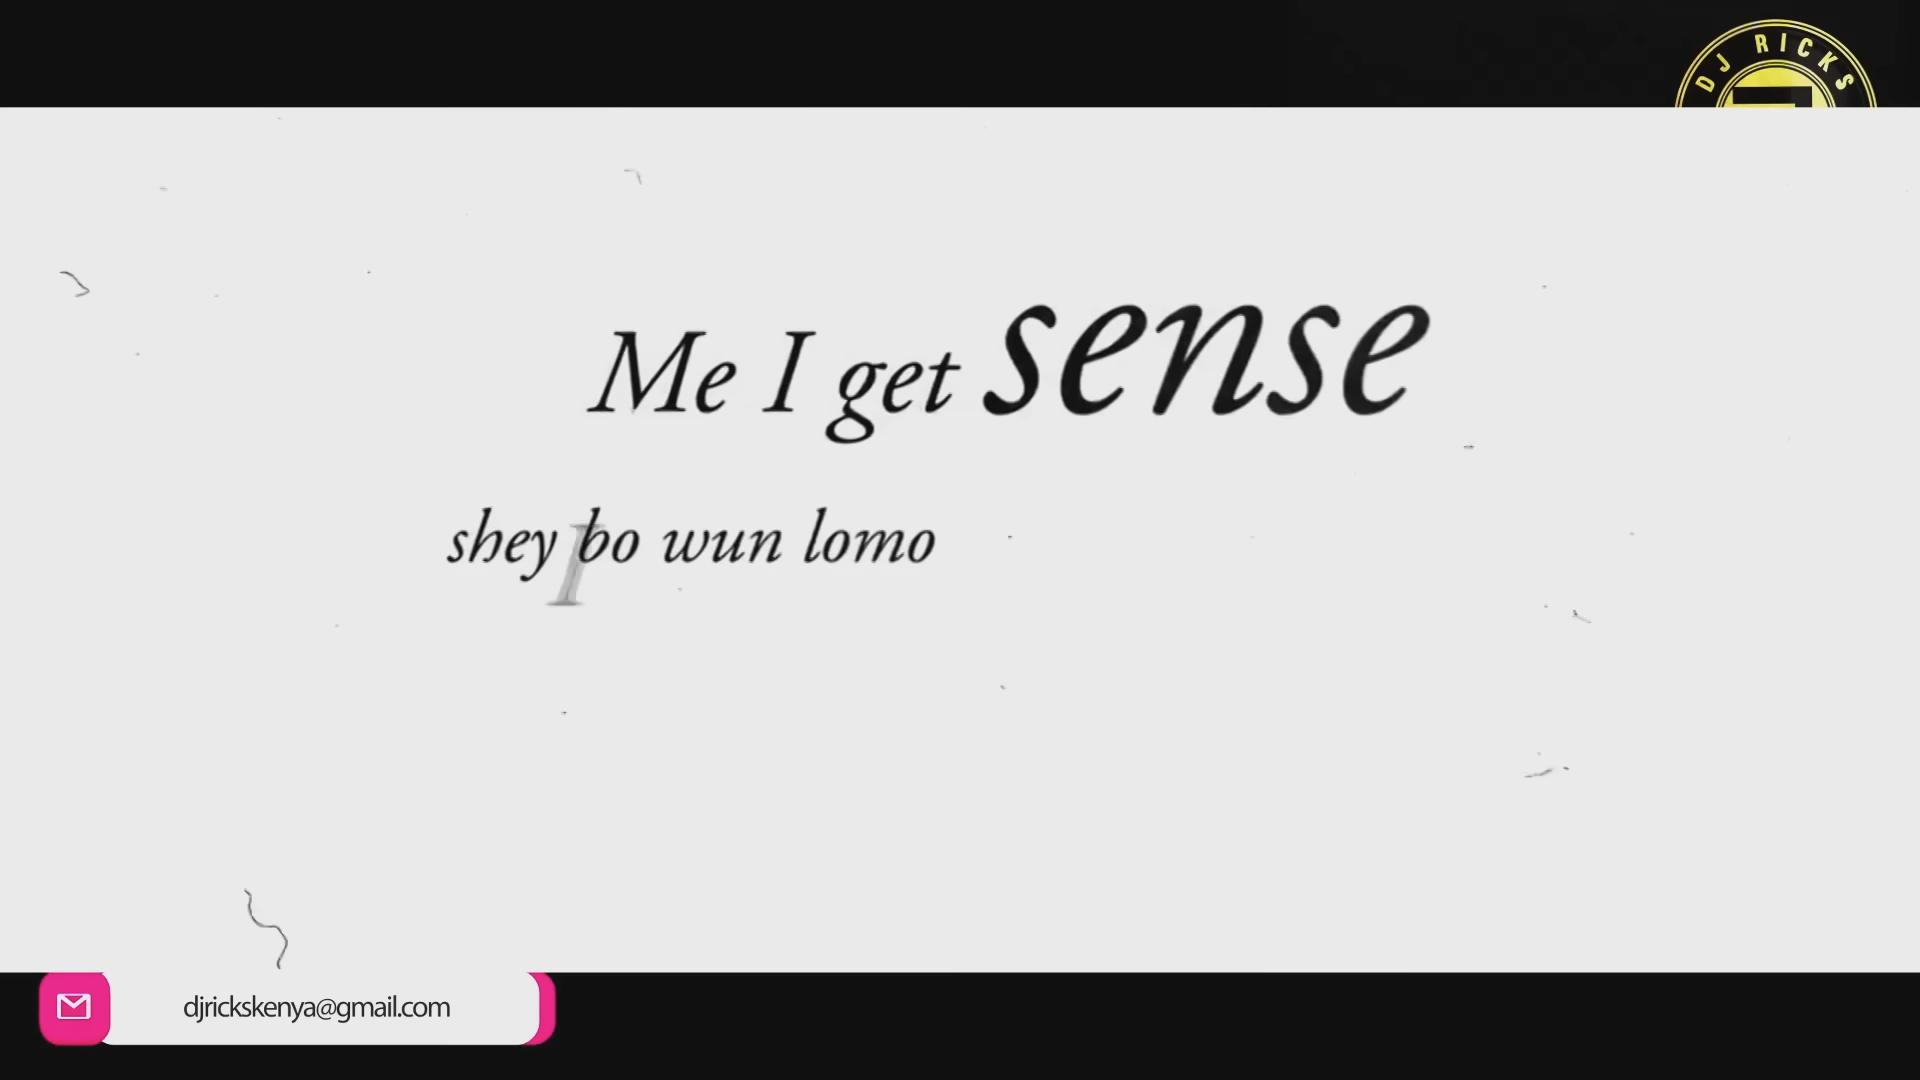 DJ RICKS
Me I get sense
shey bo wun lomo
I
djrickskenya@gmail.com